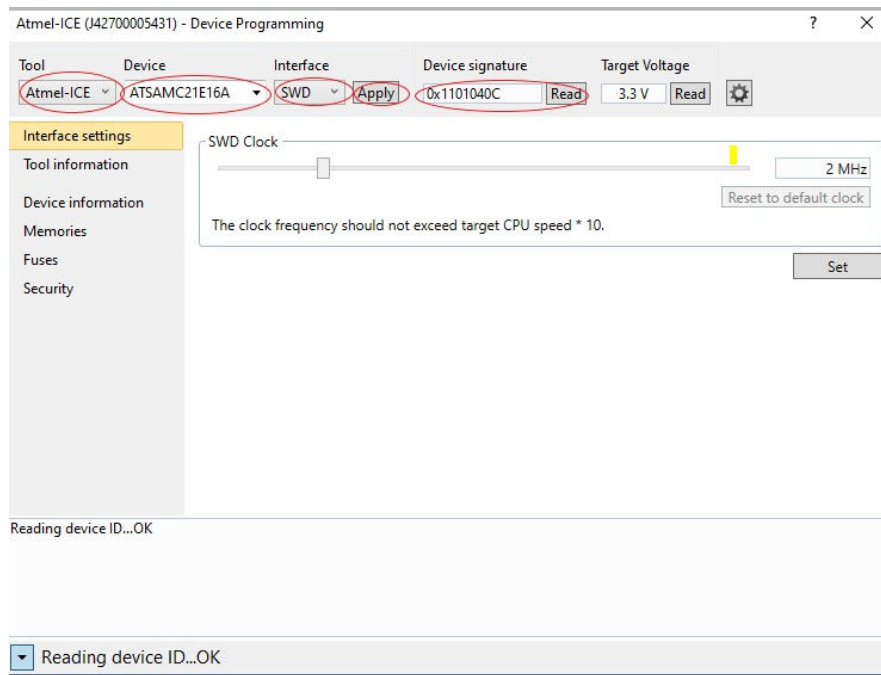 Atmel-ICE (J42700005431) - Device Programming ? ×
Tool Device Interface Device signature Target Voltage
Atmel-ICE ATSAMC21E16A SWD Apply 0x1101040C Read 3.3 V Read
Interface settings
SWD Clock
Tool information
2 MHz
Device information
Reset to default clock
Memories
The clock frequency should not exceed target CPU speed * 10.
Fuses
Set
Security
Reading device ID...OK
Reading device ID...OK